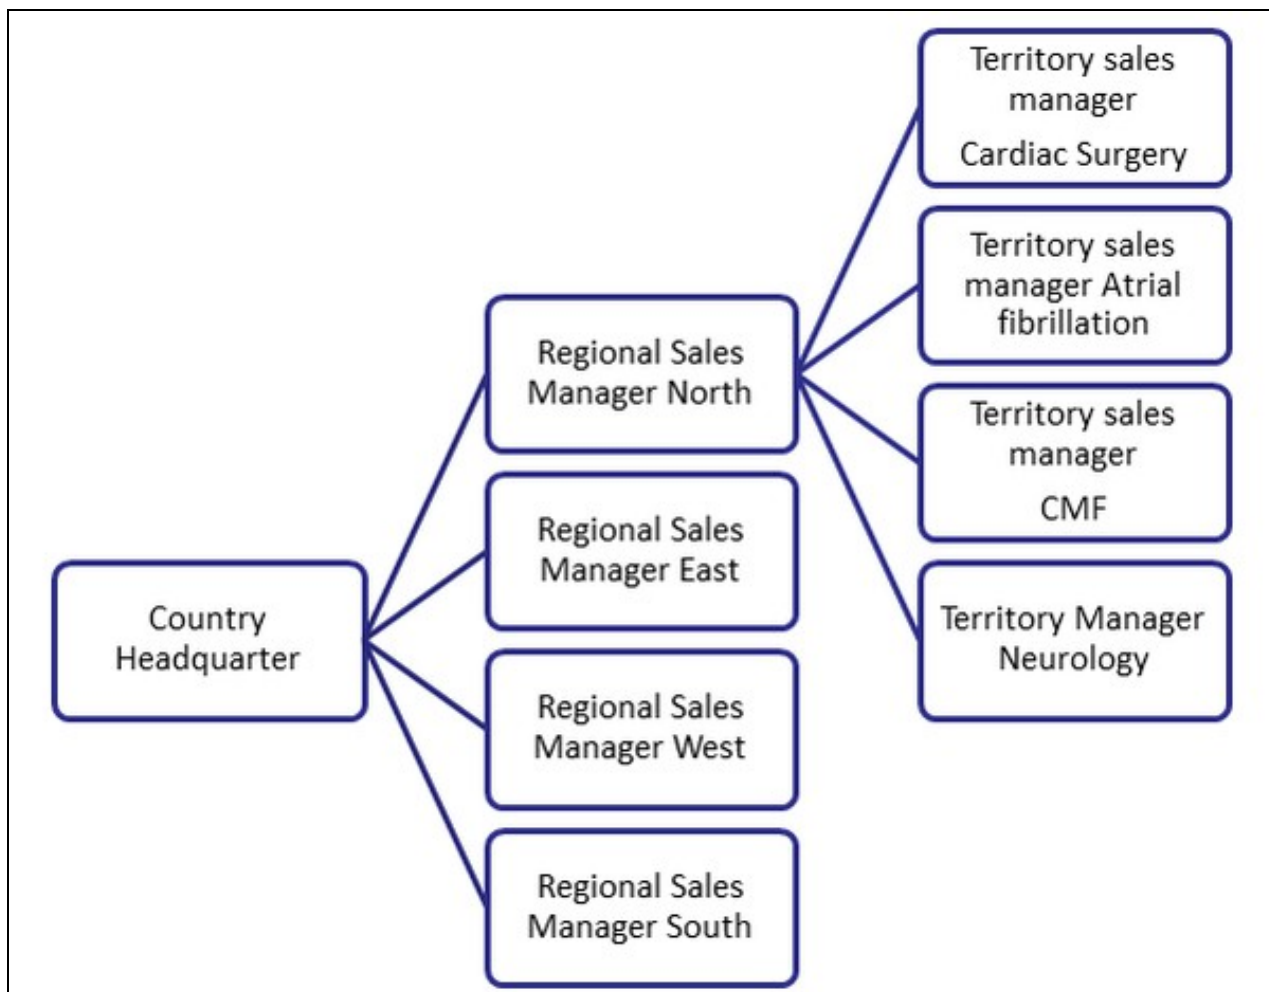 Country
Headquarter
Regional Sales
Manager North
Regional Sales
Manager East
Regional Sales
Manager West
Regional Sales
Manager South
Territory sales
manager
Cardiac Surgery
Territory sales
manager Atrial
fibrillation
Territory sales
manager
CMF
Territory Manager
Neurology